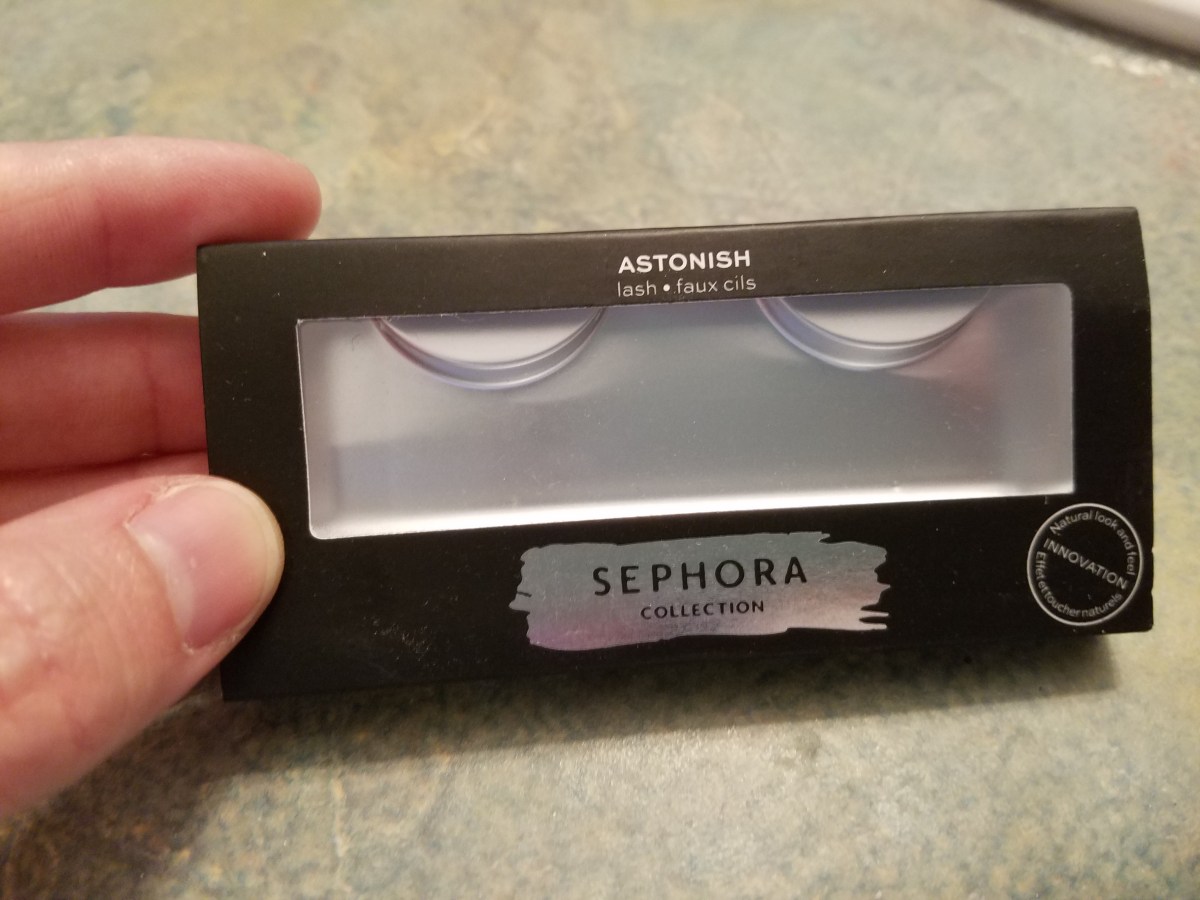 ASTONISH
lash • faux cils
SEPHORA
COLLECTION
Natural look and feel
INNOVATION
Effet et toucher naturels